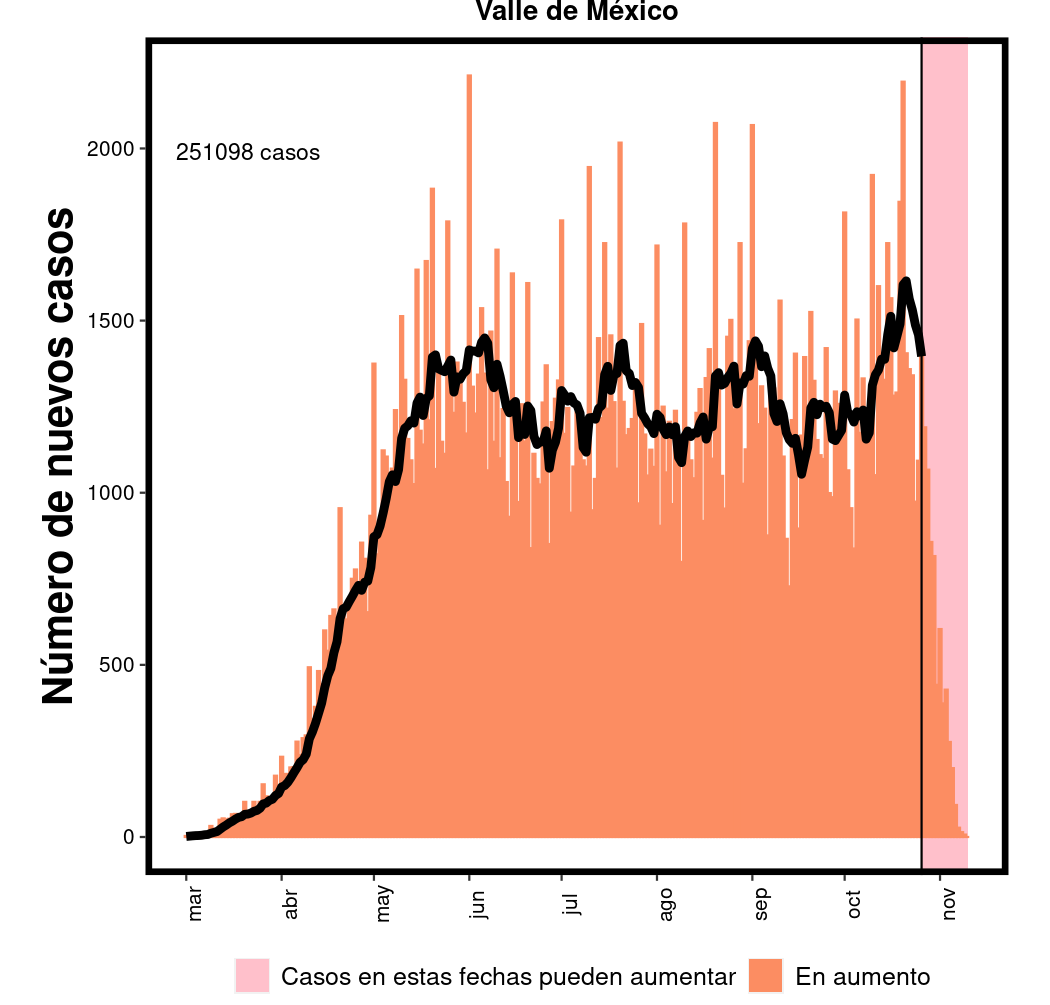 Valle de México
Número de nuevos casos
2000
1500
1000
500
0
251098 casos
mar
abr
may
jun
jul
ago
sep
oct
nov
Casos en estas fechas pueden aumentar
En aumento